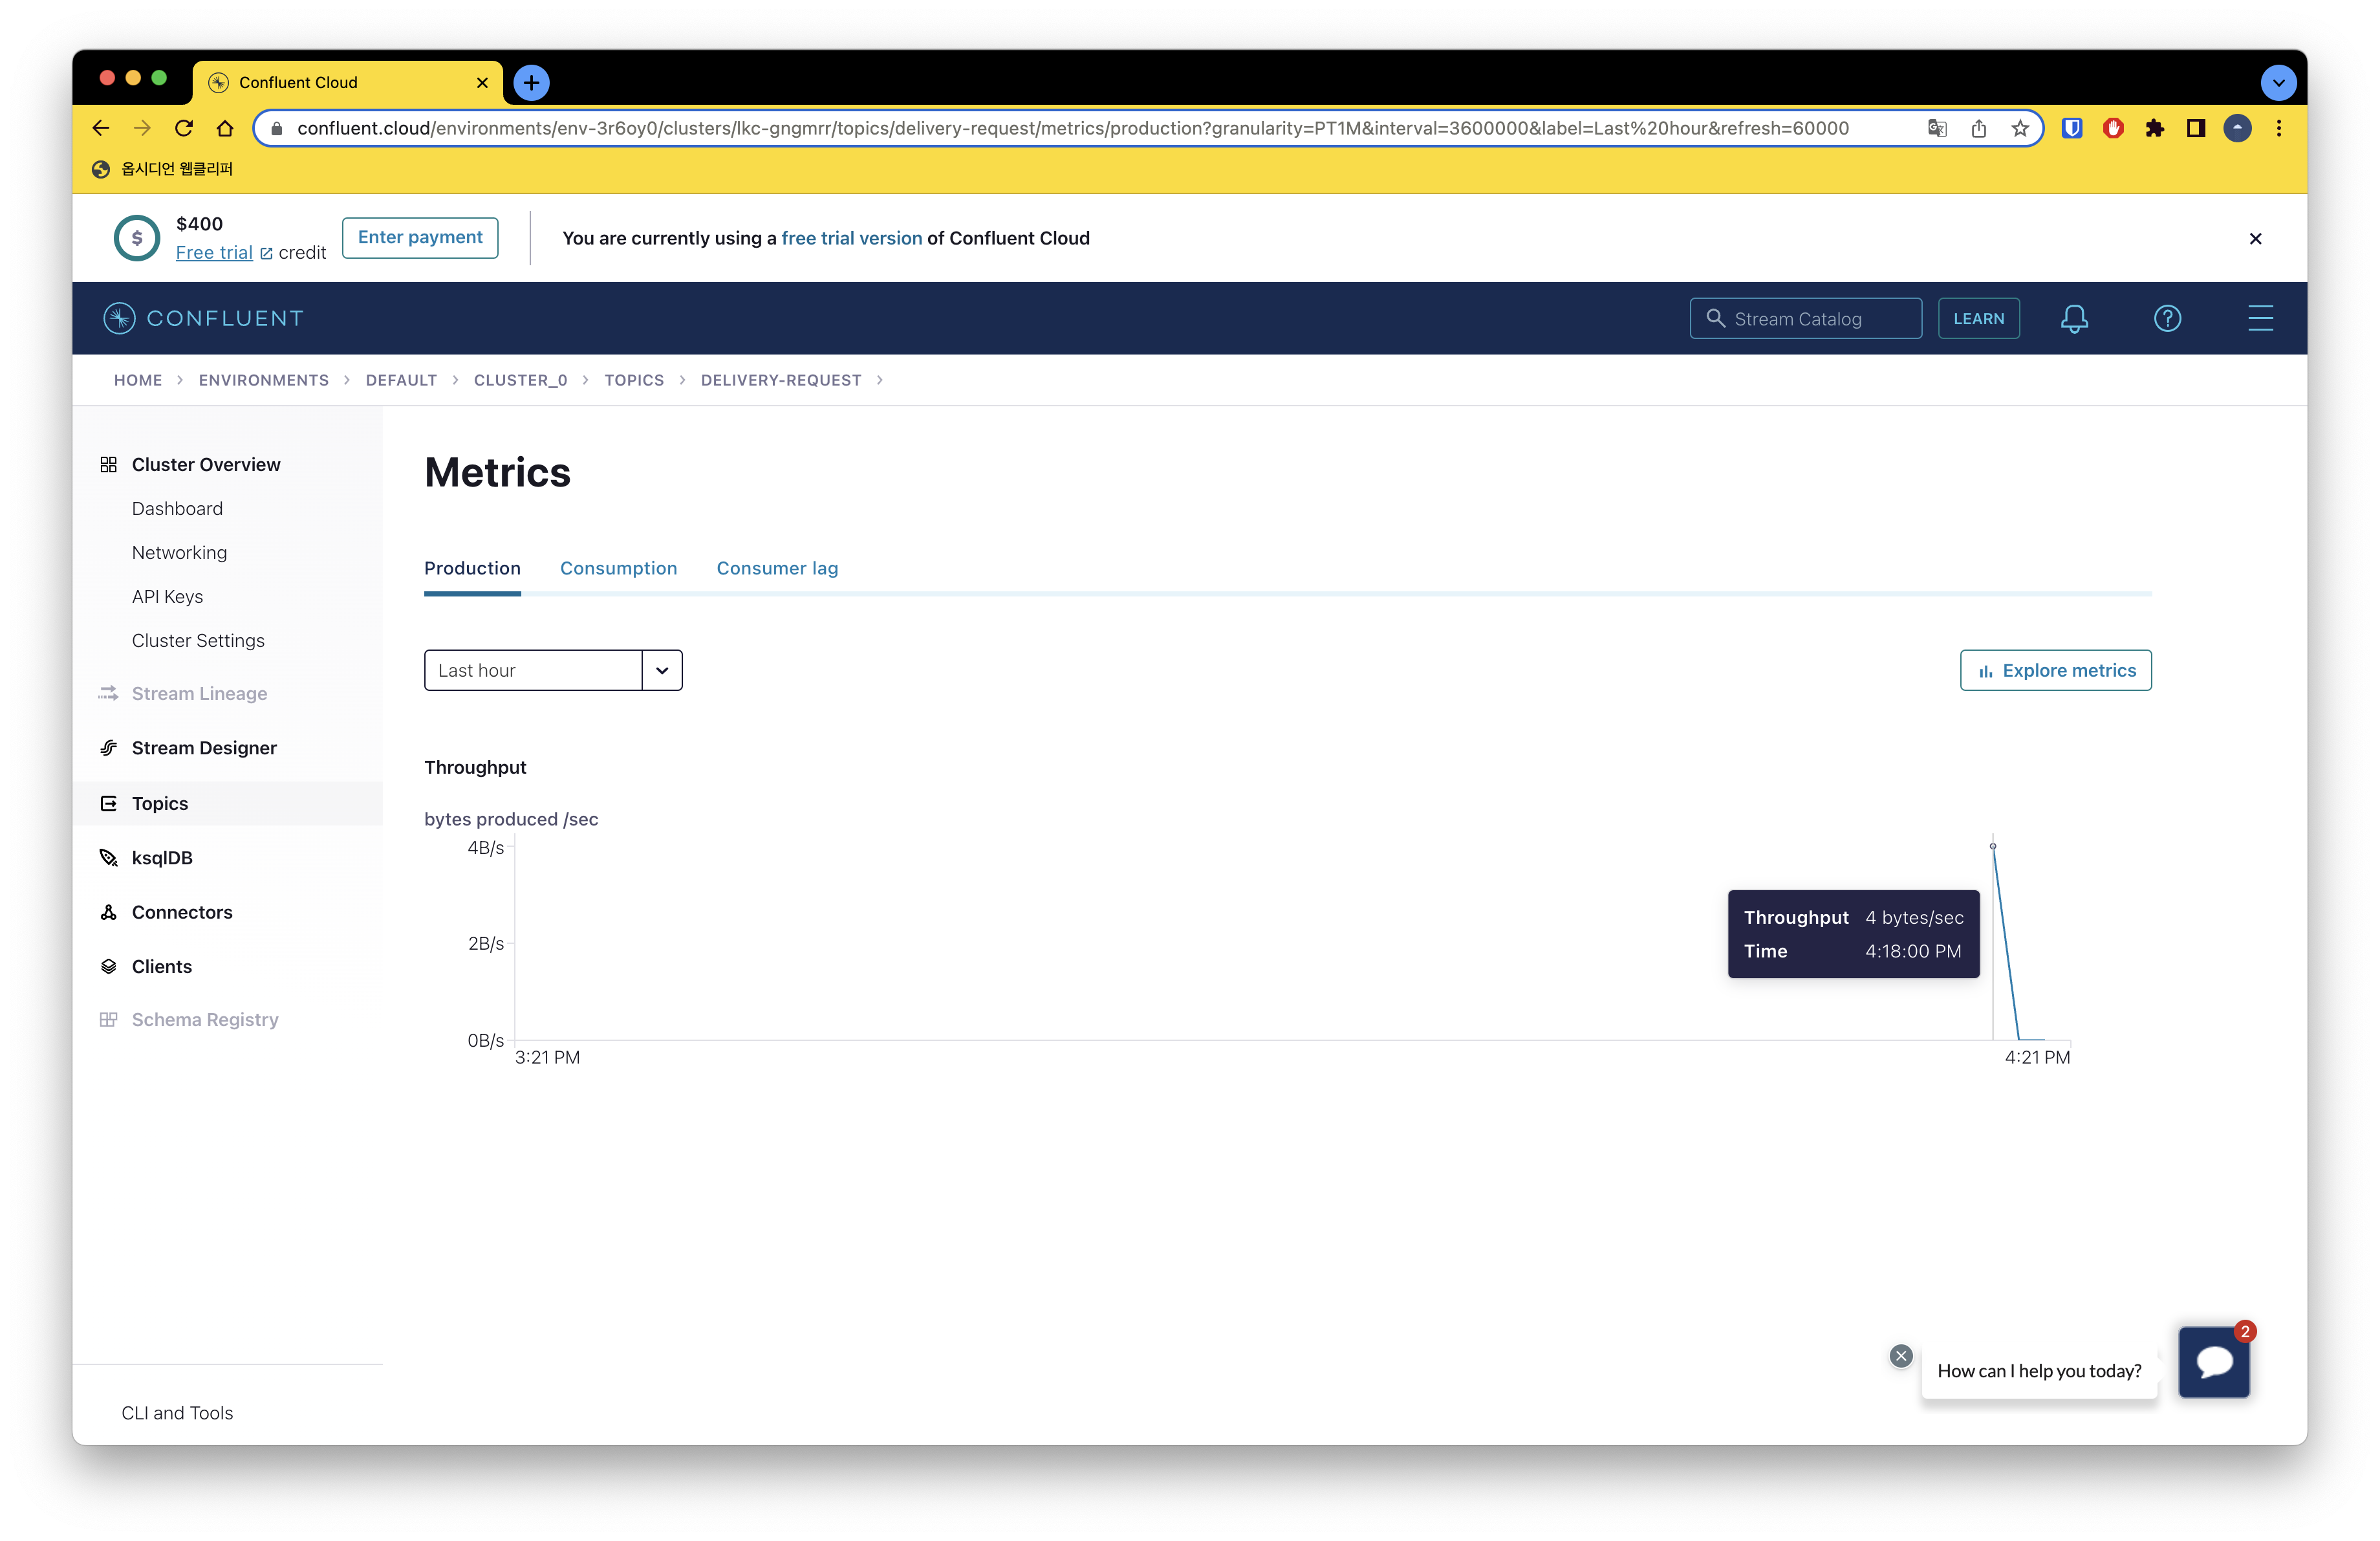 Confluent Cloud
confluent.cloud/environments/env-3r6oy0/clusters/lkc-gngmrr/topics/delivery-request/metrics/production?granularity=PT1M&interval=3600000&label=Last%20hour&refresh=60000
옵시디언 웹클리퍼
$
$400
Free trial credit
Enter payment
You are currently using a free trial version of Confluent Cloud
CONFLUENT
Stream Catalog
LEARN
HOME > ENVIRONMENTS > DEFAULT > CLUSTER_0 > TOPICS > DELIVERY-REQUEST >
Cluster Overview
Dashboard
Networking
API Keys
Cluster Settings
Stream Lineage
Stream Designer
Topics
ksqlDB
Connectors
Clients
Schema Registry
CLI and Tools
Metrics
Production Consumption Consumer lag
Last hour
Explore metrics
Throughput
bytes produced /sec
4B/s
2B/s
0B/s
3:21 PM 4:21 PM
Throughput 4 bytes/sec
Time 4:18:00 PM
How can I help you today?
2